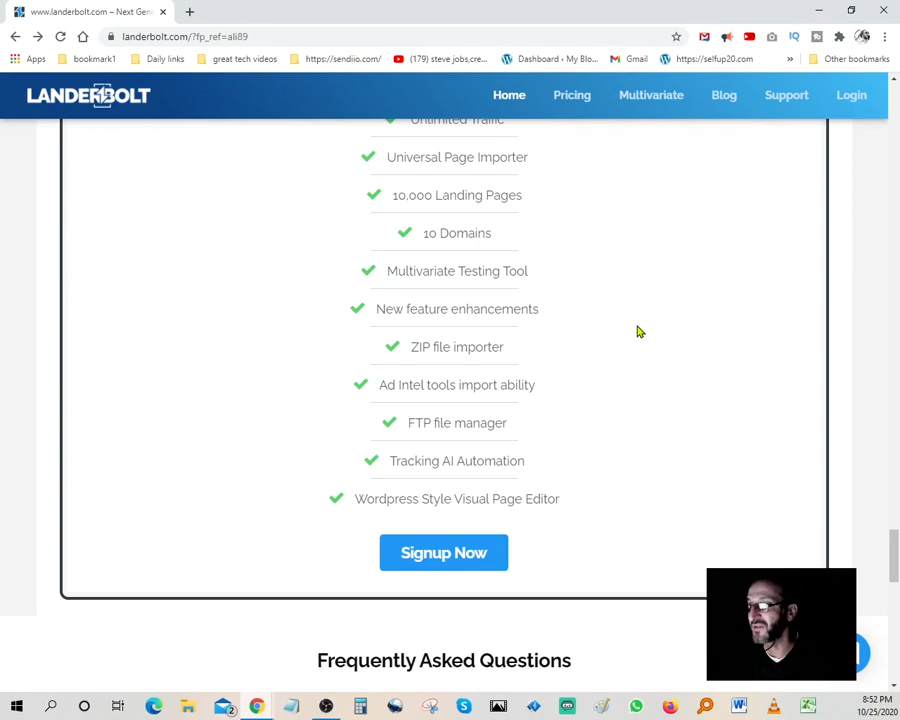 www.landerbolt.com – Next Gene
landerbolt.com/?fp_ref=ali89
Apps
bookmark1
Daily links
great tech videos
https://sendiio.com/
(179) steve jobs,cre...
Dashboard ‹ My Blo...
Gmail
https://selfup20.com
»
Other bookmarks
LANDERBOLT
Home
Pricing
Multivariate
Blog
Support
Login
Unlimited Traffic
Universal Page Importer
10,000 Landing Pages
10 Domains
Multivariate Testing Tool
New feature enhancements
ZIP file importer
Ad Intel tools import ability
FTP file manager
Tracking AI Automation
Wordpress Style Visual Page Editor
Signup Now
Frequently Asked Questions
8:52 PM
10/25/2020